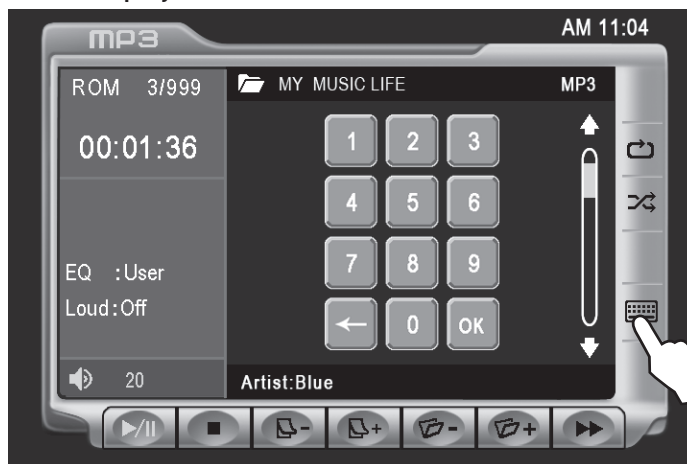 MP3
AM 11:04
ROM 3/999
MY MUSIC LIFE
MP3
00:01:36
1 2 3
4 5 6
7 8 9
0 OK
EQ :User
Loud:Off
20
Artist:Blue